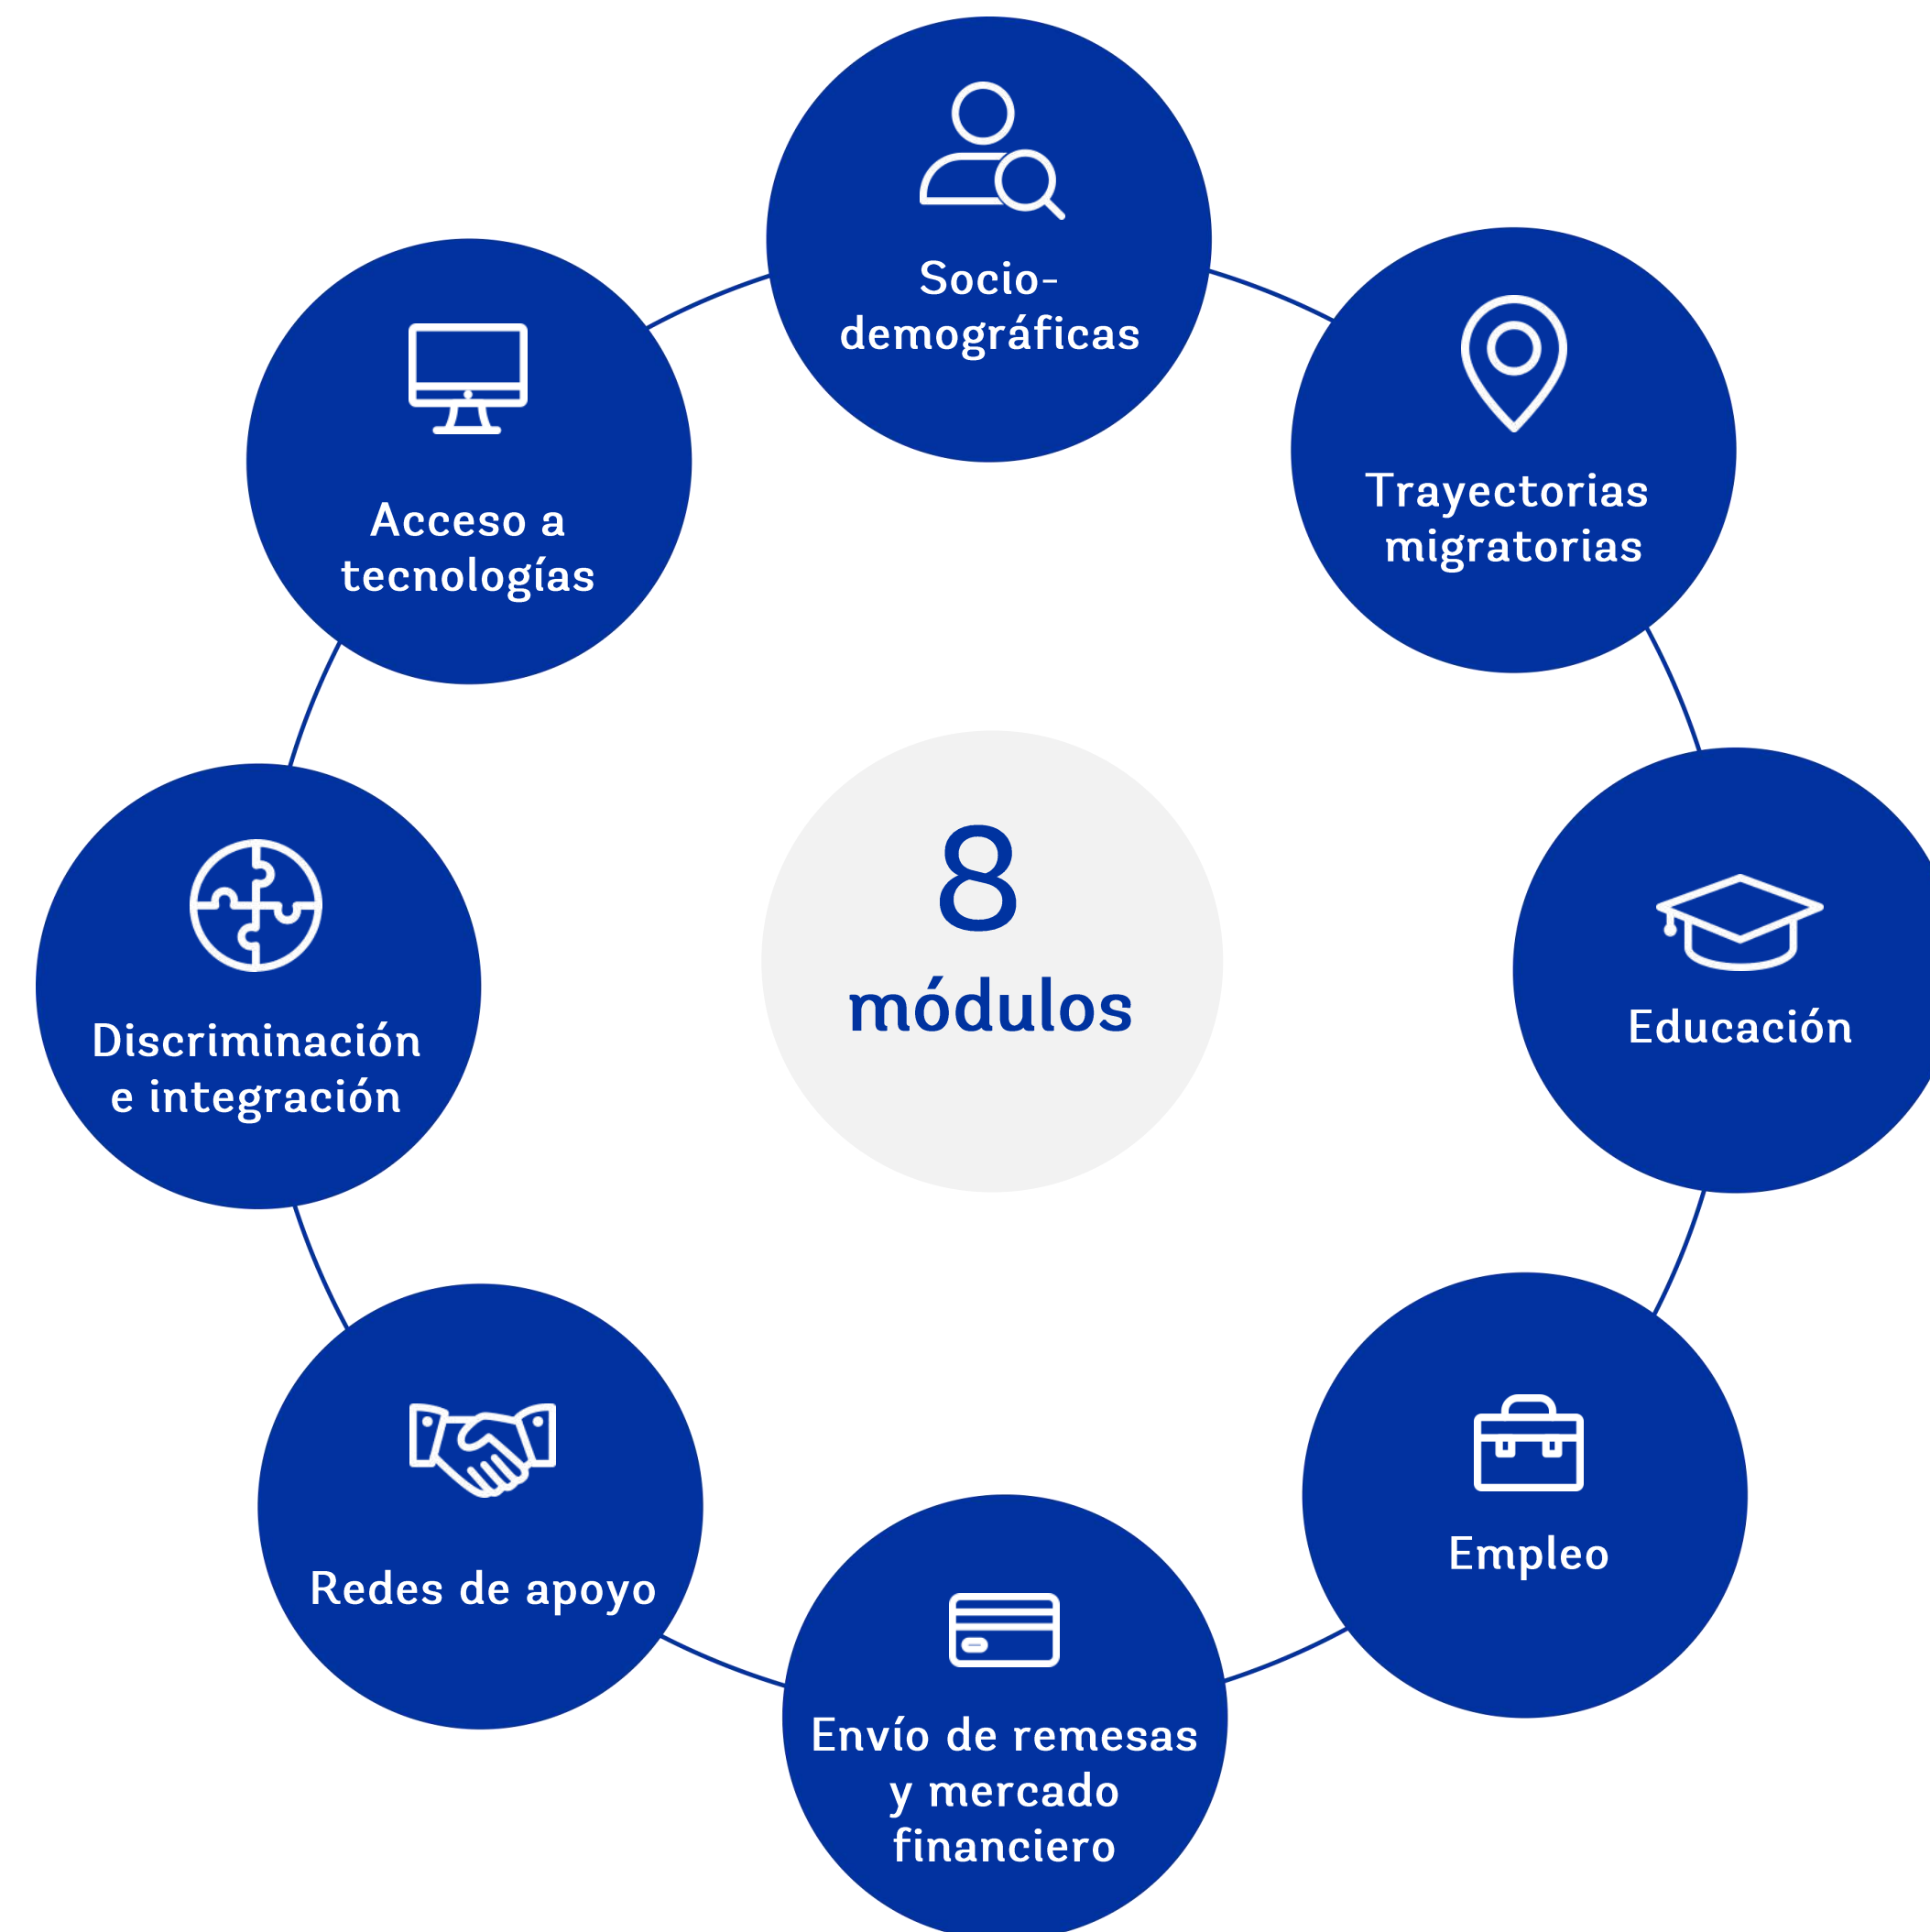 Socio-
demográficas
Trayectorias
migratorias
Educación
Empleo
Envío de remesas
y mercado
financiero
Redes de apoyo
Discriminación
e integración
Acceso a
tecnologías
8
módulos